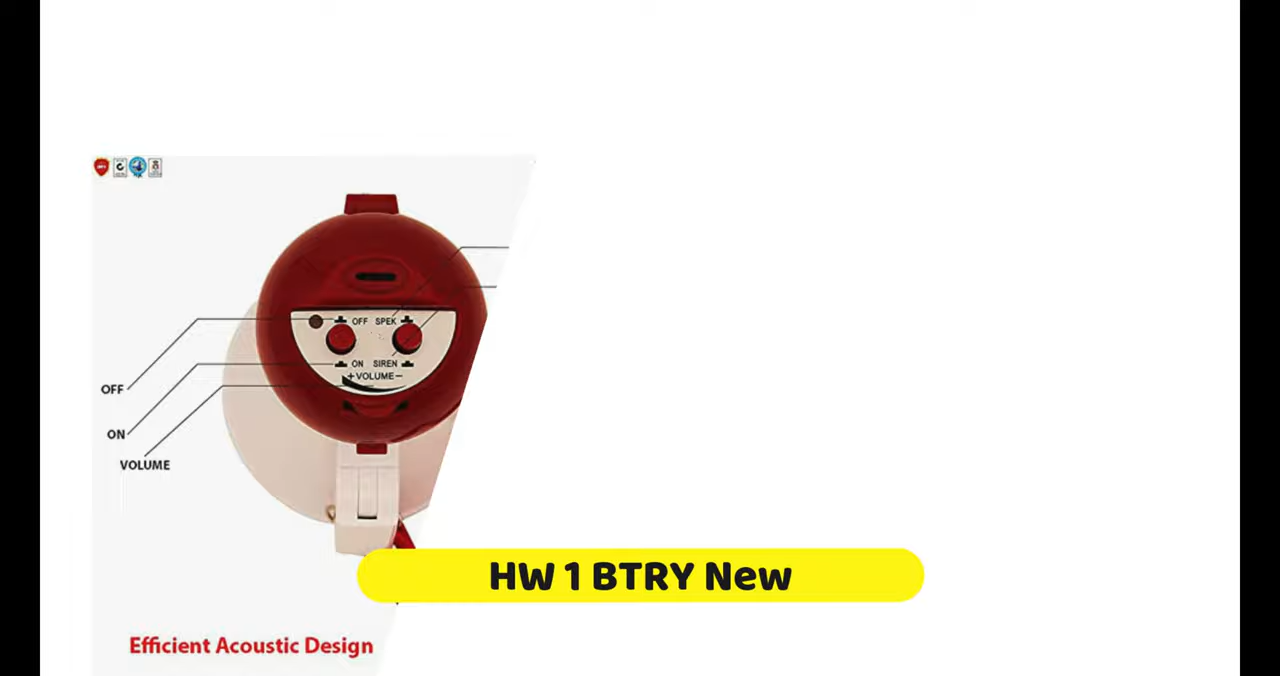 OFF SPEK
ON SIREN
+VOLUME−
OFF
ON
VOLUME
HW 1 BTRY New
Efficient Acoustic Design